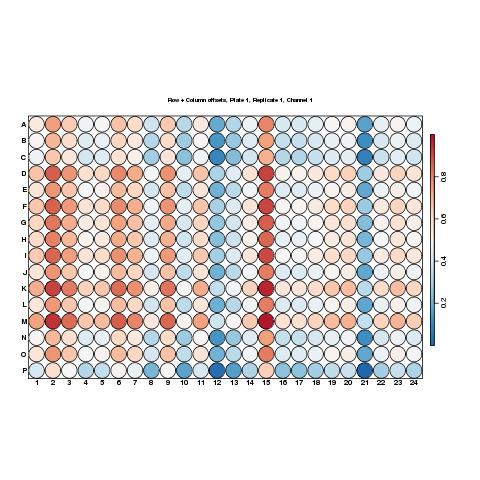 Row + Column offsets, Plate 1, Replicate 1, Channel 1
A
B
C
D
E
F
G
H
I
J
K
L
M
N
O
P
1 2 3 4 5 6 7 8 9 10 11 12 13 14 15 16 17 18 19 20 21 22 23 24
0.8
0.6
0.4
0.2